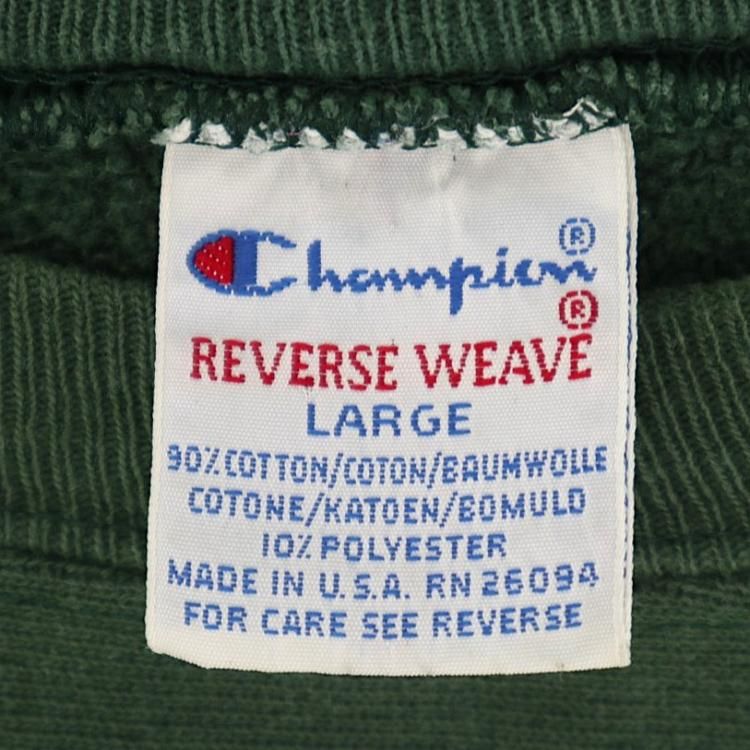 Champion®
REVERSE WEAVE®
LARGE
90% COTTON/COTON/BAUMWOLLE
COTONE/KATOEN/BOMULD
10% POLYESTER
MADE IN U.S.A. RN 26094
FOR CARE SEE REVERSE